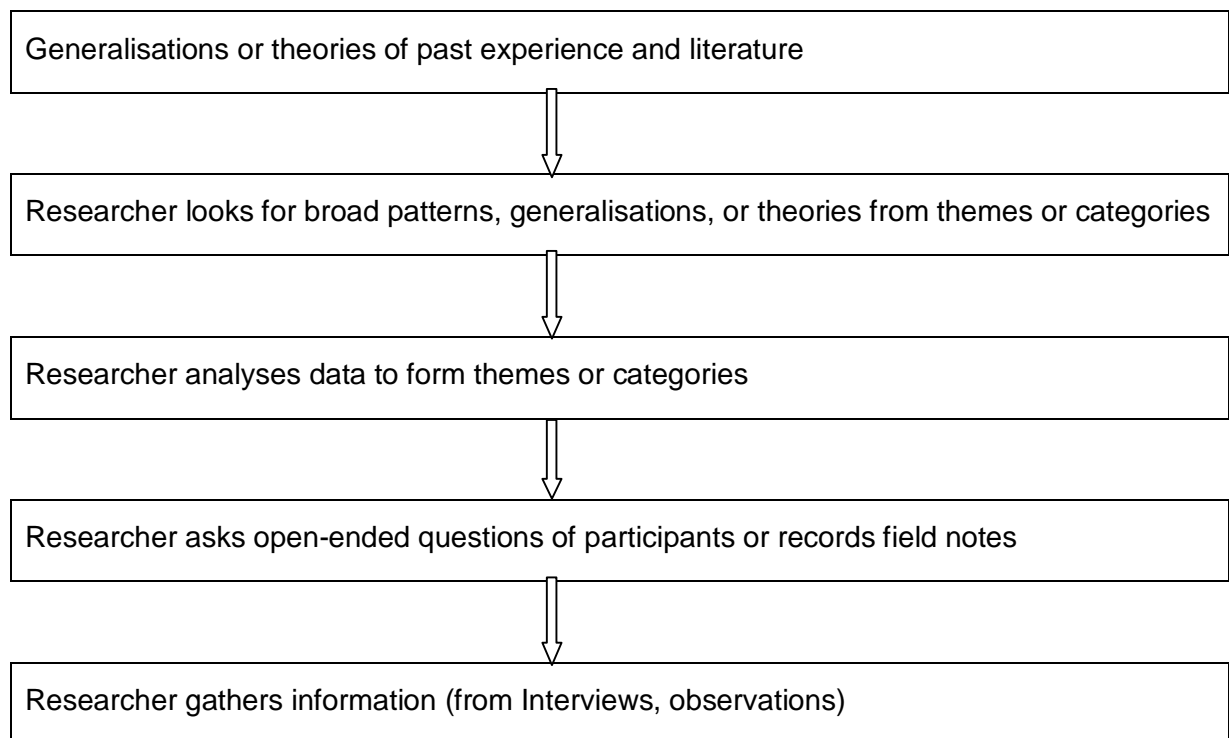 Generalisations or theories of past experience and literature
Researcher looks for broad patterns, generalisations, or theories from themes or categories
Researcher analyses data to form themes or categories
Researcher asks open-ended questions of participants or records field notes
Researcher gathers information (from Interviews, observations)